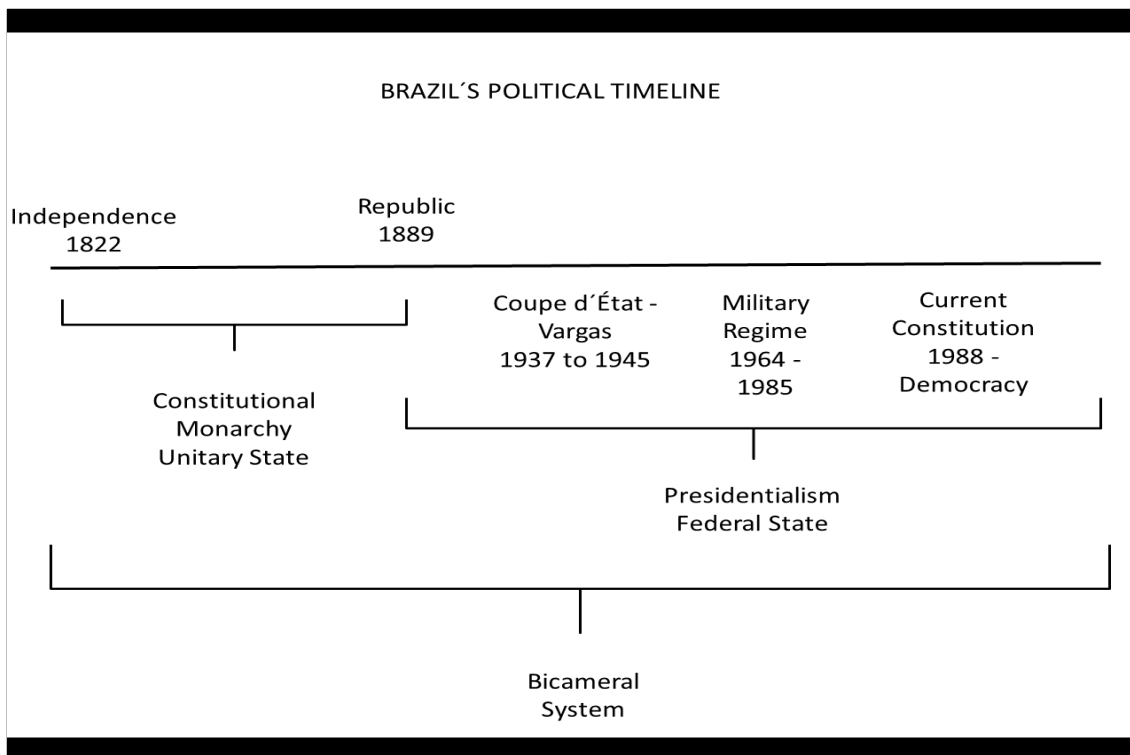 BRAZIL´S POLITICAL TIMELINE
Independence
1822
Republic
1889
Coupe d´État -
Vargas
1937 to 1945
Military
Regime
1964 -
1985
Current
Constitution
1988 -
Democracy
Constitutional
Monarchy
Unitary State
Presidentialism
Federal State
Bicameral
System